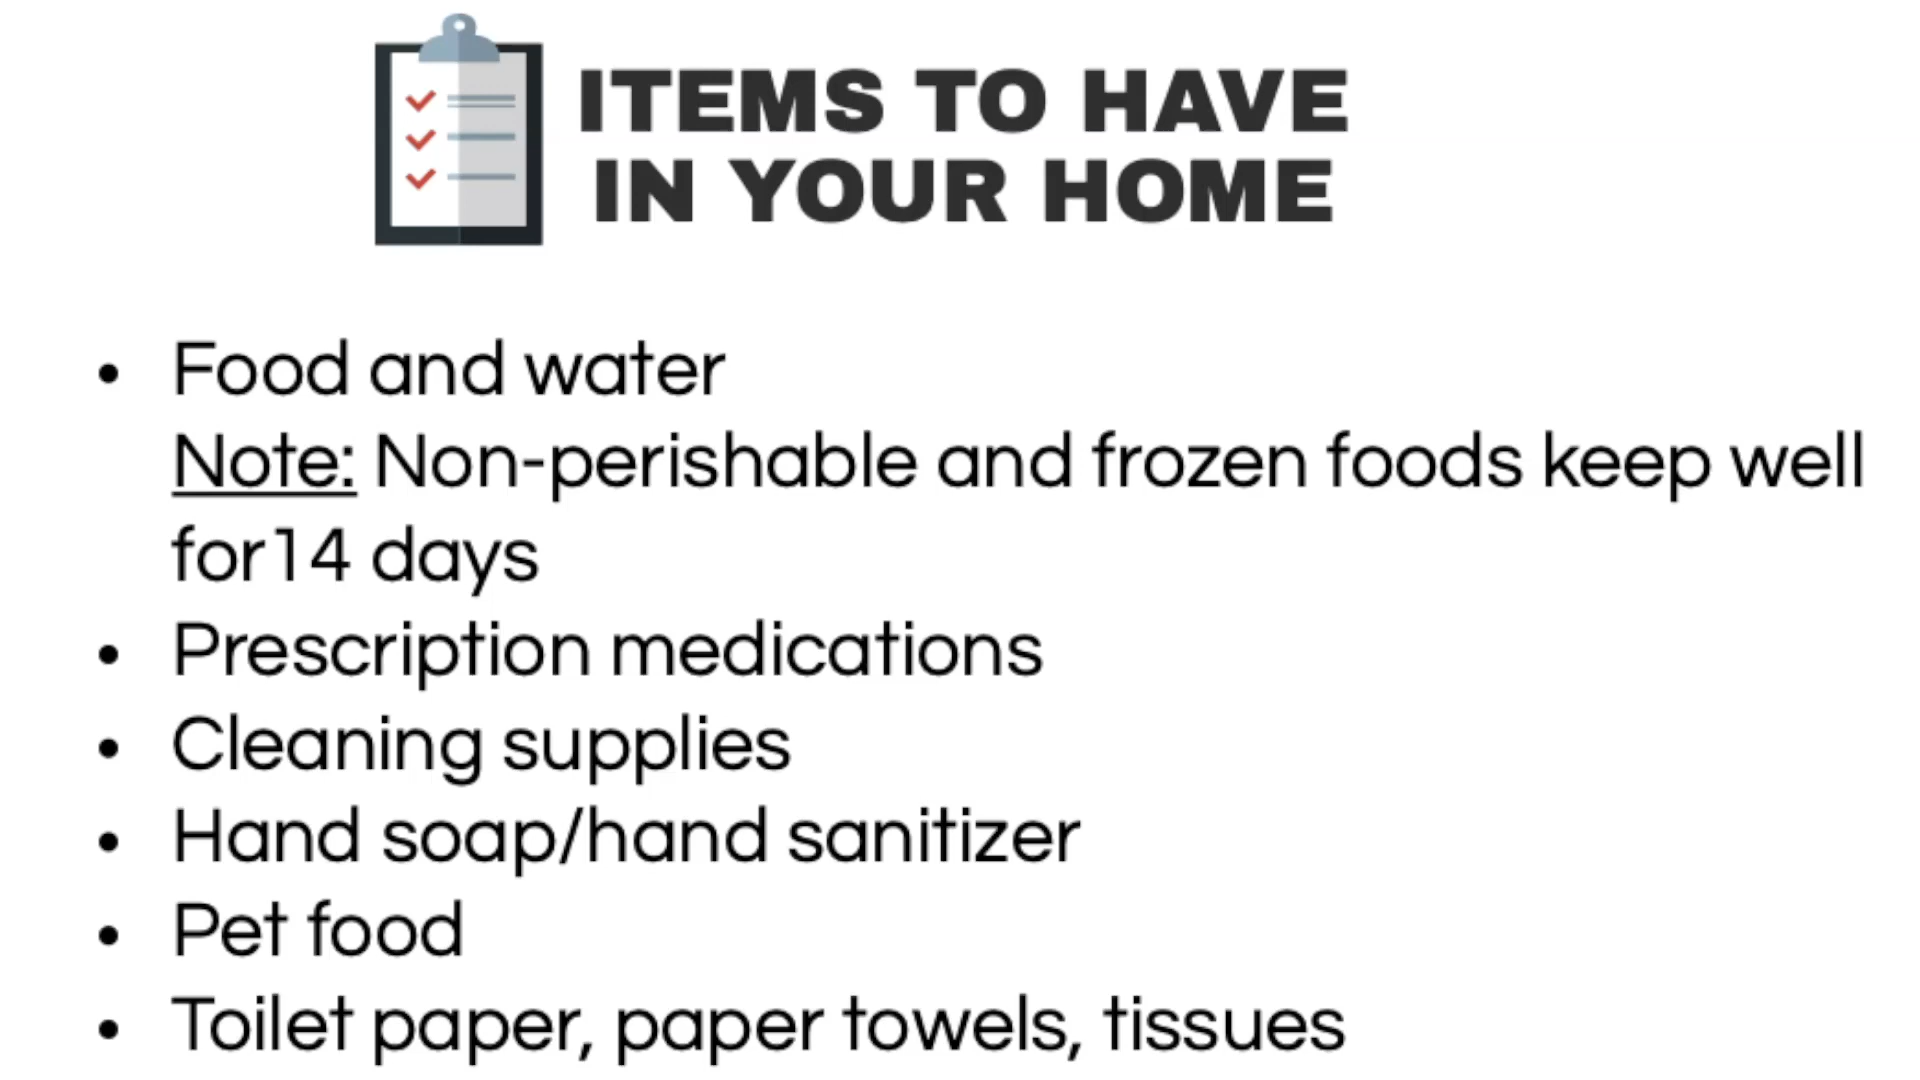 ITEMS TO HAVE
IN YOUR HOME
• Food and water
Note: Non-perishable and frozen foods keep well
for14 days
• Prescription medications
• Cleaning supplies
• Hand soap/hand sanitizer
• Pet food
• Toilet paper, paper towels, tissues